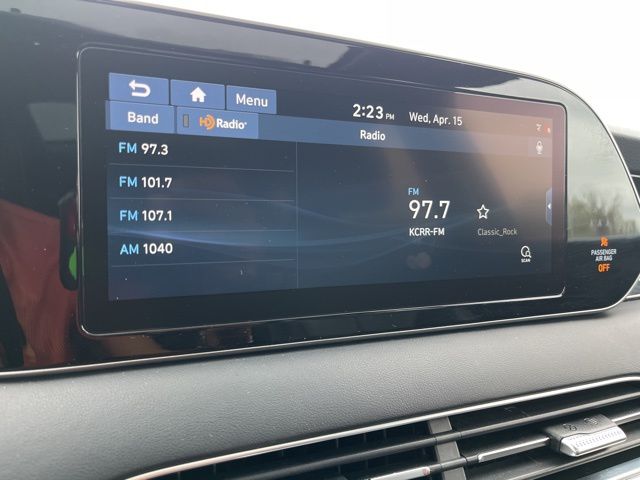 Menu
2:23 PM
Wed, Apr. 15
Band
HD Radio
Radio
FM 97.3
FM 101.7
FM 107.1
AM 1040
FM
97.7
KCRR-FM
Classic_Rock
SCAN
PASSENGER
AIR BAG
OFF